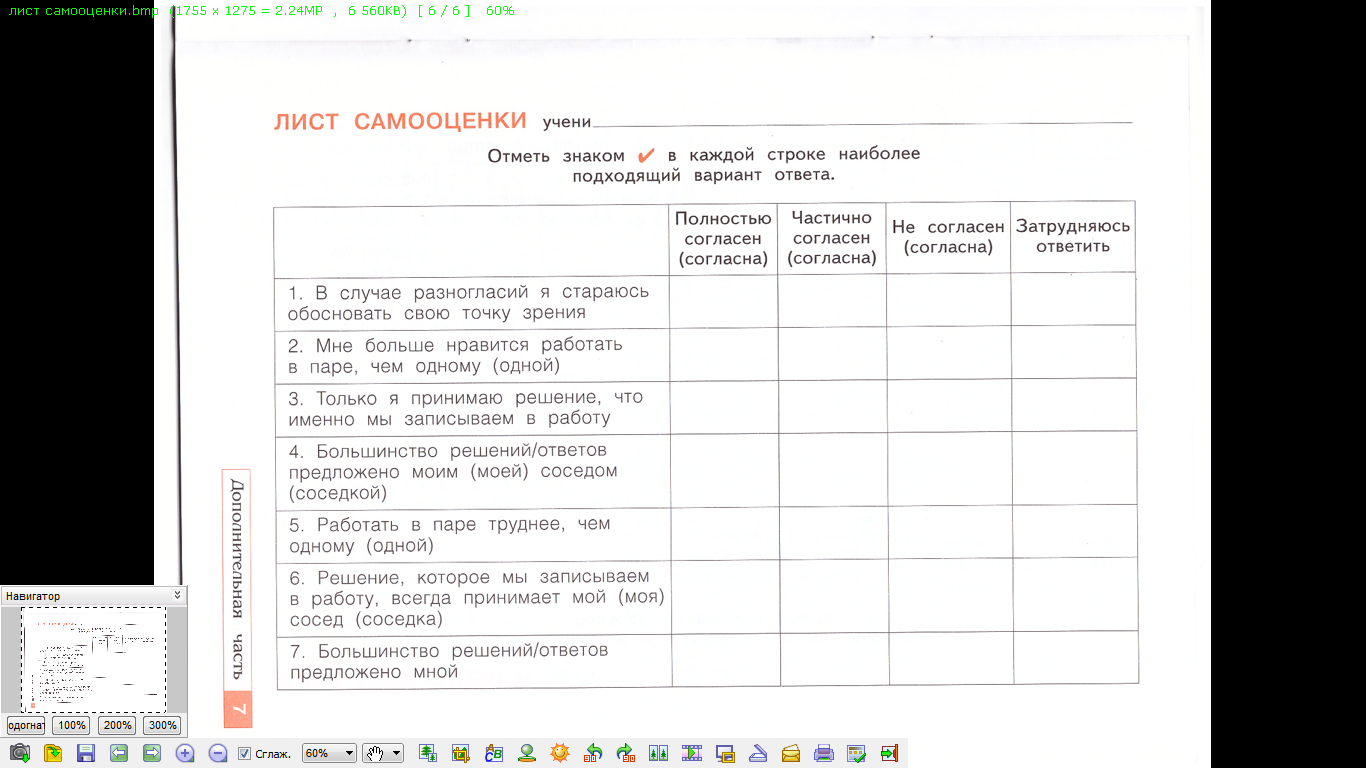 лист самооценки.bmp (1755 x 1275 = 2.24MP , 6 560KB) [ 6 / 6 ] 60%
ЛИСТ САМООЦЕНКИ учени
Отметь знаком ✔ в каждой строке наиболее
подходящий вариант ответа.
Полностью
согласен
(согласна)
Частично
согласен
(согласна)
Не согласен
(согласна)
Затрудняюсь
ответить
1. В случае разногласий я стараюсь
обосновать свою точку зрения
2. Мне больше нравится работать
в паре, чем одному (одной)
3. Только я принимаю решение, что
именно мы записываем в работу
4. Большинство решений/ответов
предложено моим (моей) соседом
(соседкой)
5. Работать в паре труднее, чем
одному (одной)
6. Решение, которое мы записываем
в работу, всегда принимает мой (моя)
сосед (соседка)
7. Большинство решений/ответов
предложено мной
Дополнительная часть
7
Навигатор
одогнат 100% 200% 300%
Сглаж. 60%